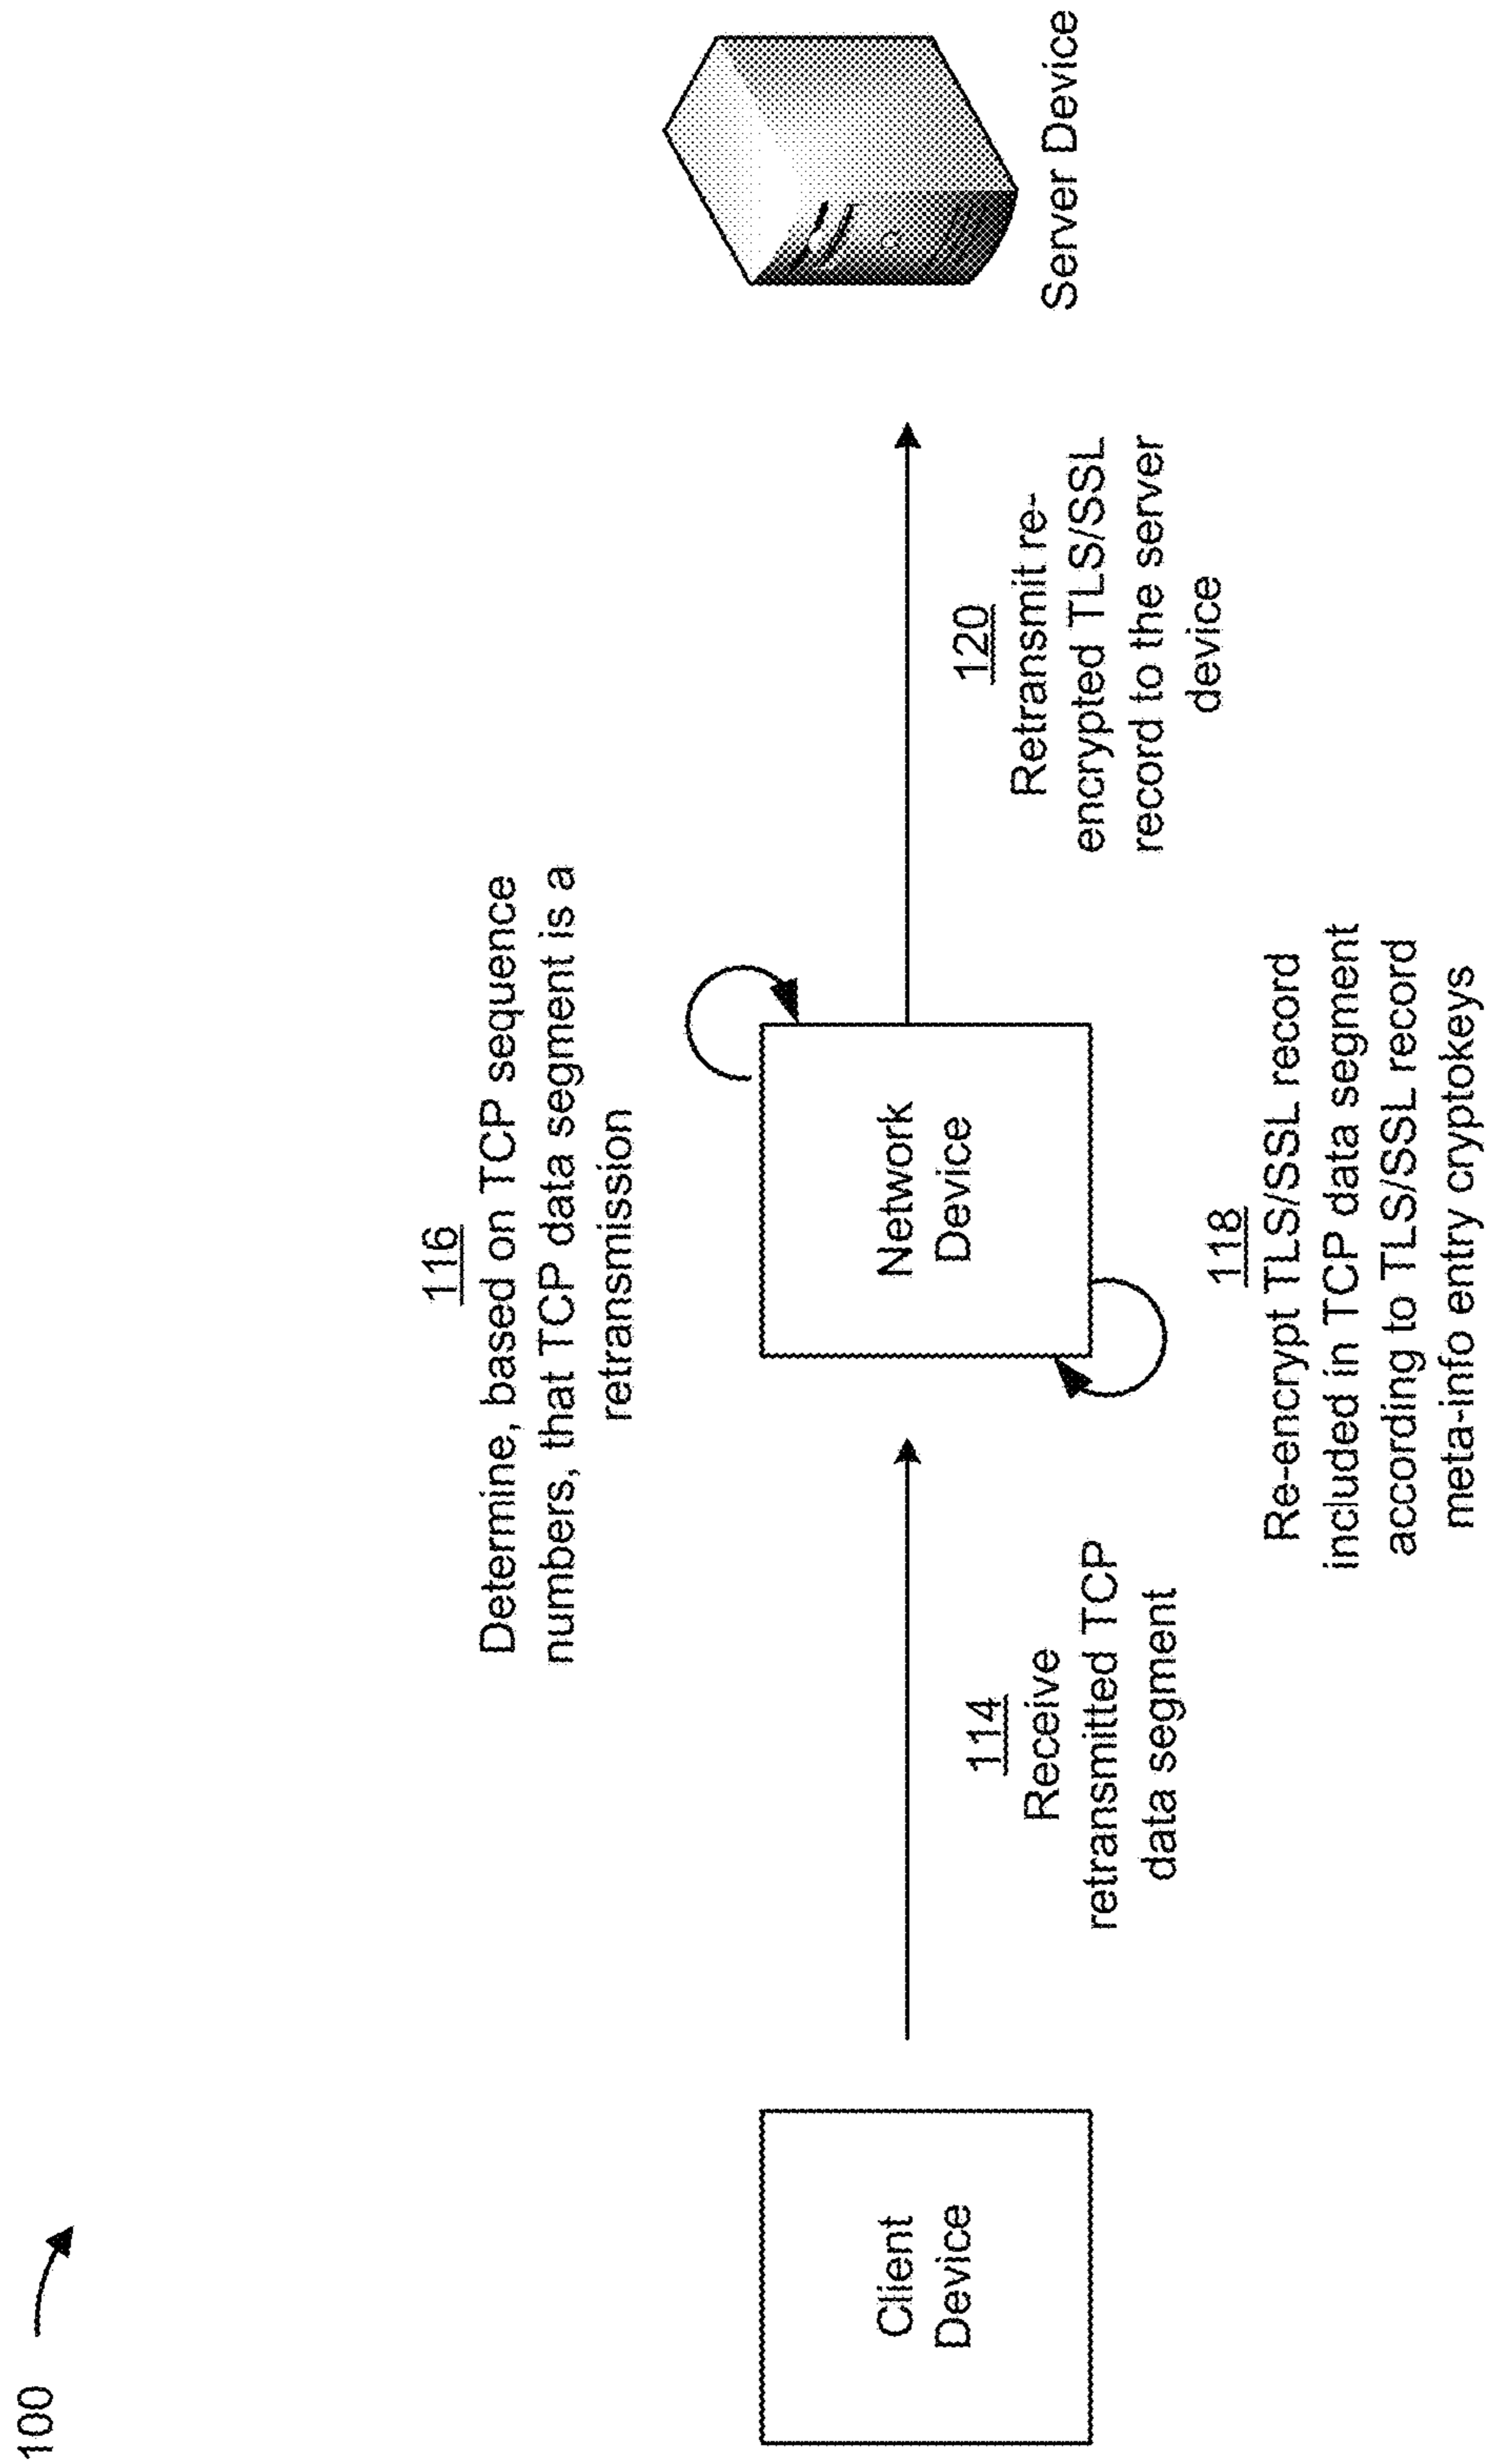 100
116
Determine, based on TCP sequence
numbers, that TCP data segment is a
retransmission
Client
Device
Network
Device
Server Device
114
Receive
retransmitted TCP
data segment
120
Retransmit re-
encrypted TLS/SSL
record to the server
device
118
Re-encrypt TLS/SSL record
included in TCP data segment
according to TLS/SSL record
meta-info entry cryptokeys